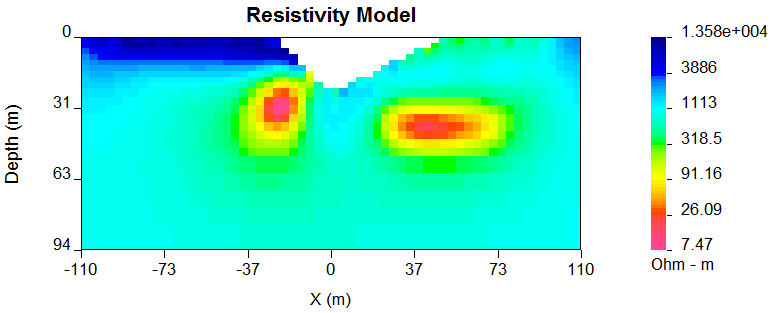 Resistivity Model
0
31
63
94
Depth (m)
-110 -73 -37 0 37 73 110
X (m)
1.358e+004
3886
1113
318.5
91.16
26.09
7.47
Ohm - m